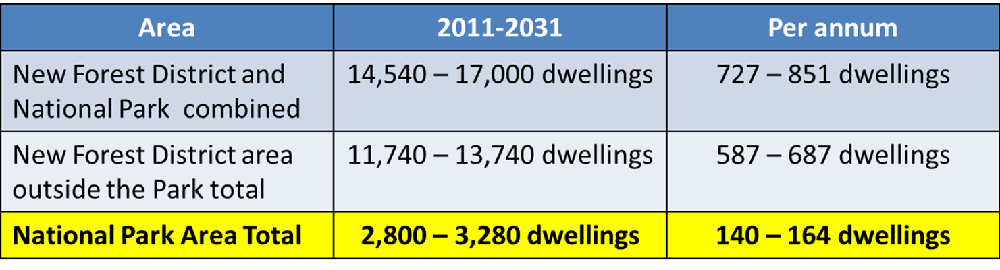 Area 2011-2031 Per annum
New Forest District and 14,540 – 17,000 dwellings 727 – 851 dwellings
National Park combined
New Forest District area 11,740 – 13,740 dwellings 587 – 687 dwellings
outside the Park total
National Park Area Total 2,800 – 3,280 dwellings 140 – 164 dwellings